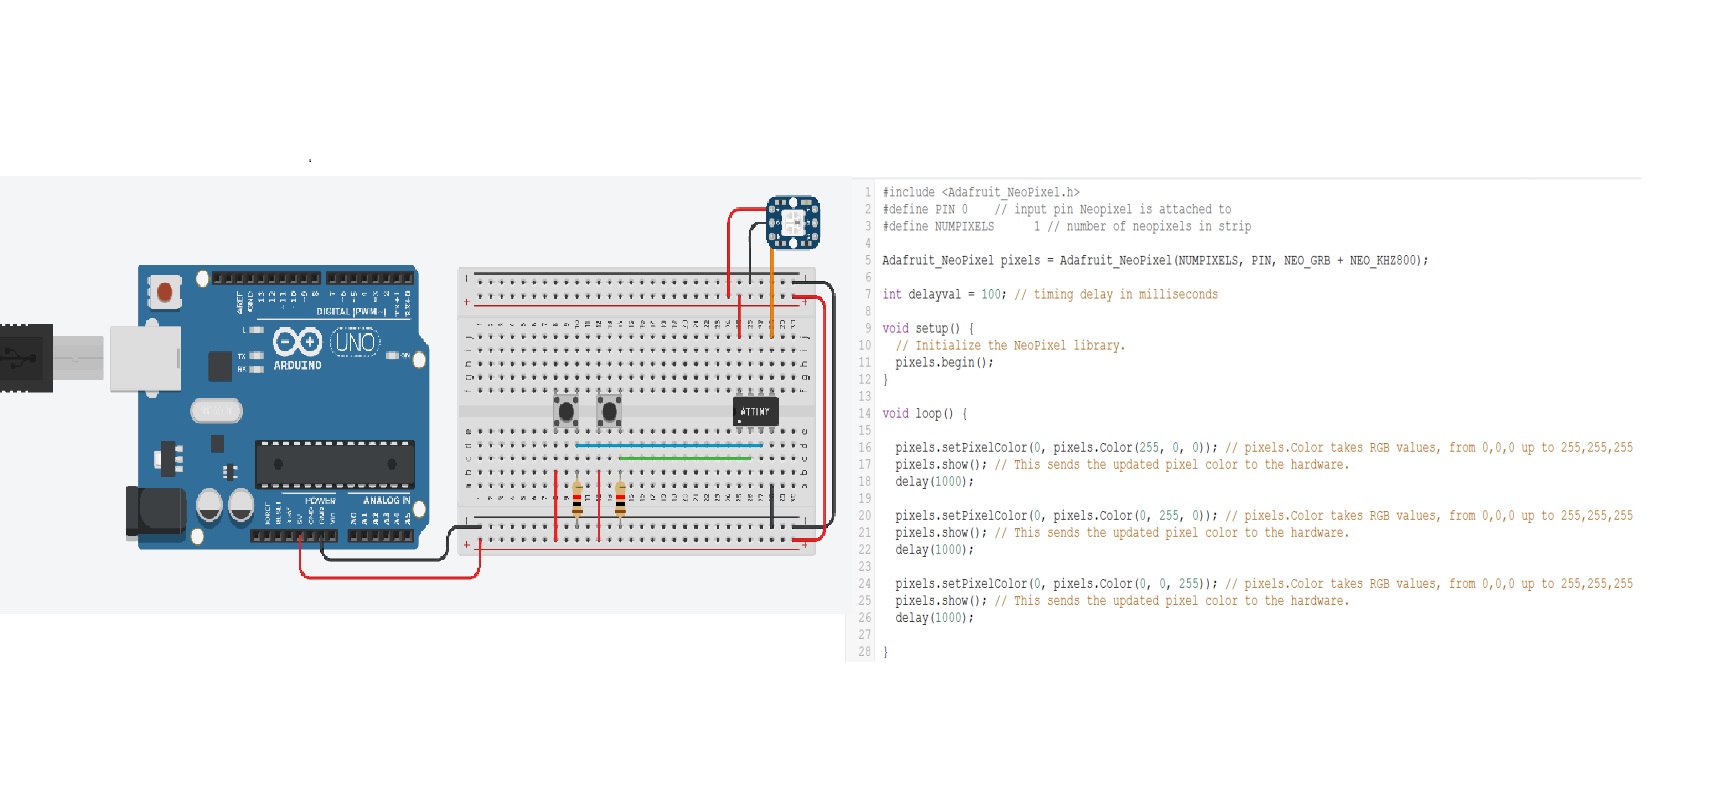 DIGITAL (PWM~)
UNO
ARDUINO
L
TX
RX
ON
POWER
ANALOG IN
ATTINY
1 #include <Adafruit_NeoPixel.h>
2 #define PIN 0 // input pin Neopixel is attached to
3 #define NUMPIXELS 1 // number of neopixels in strip
4
5 Adafruit_NeoPixel pixels = Adafruit_NeoPixel(NUMPIXELS, PIN, NEO_GRB + NEO_KHZ800);
6
7 int delayval = 100; // timing delay in milliseconds
8
9 void setup() {
10 // Initialize the NeoPixel library.
11 pixels.begin();
12 }
13
14 void loop() {
15
16 pixels.setPixelColor(0, pixels.Color(255, 0, 0)); // pixels.Color takes RGB values, from 0,0,0 up to 255,255,255
17 pixels.show(); // This sends the updated pixel color to the hardware.
18 delay(1000);
19
20 pixels.setPixelColor(0, pixels.Color(0, 255, 0)); // pixels.Color takes RGB values, from 0,0,0 up to 255,255,255
21 pixels.show(); // This sends the updated pixel color to the hardware.
22 delay(1000);
23
24 pixels.setPixelColor(0, pixels.Color(0, 0, 255)); // pixels.Color takes RGB values, from 0,0,0 up to 255,255,255
25 pixels.show(); // This sends the updated pixel color to the hardware.
26 delay(1000);
27
28 }